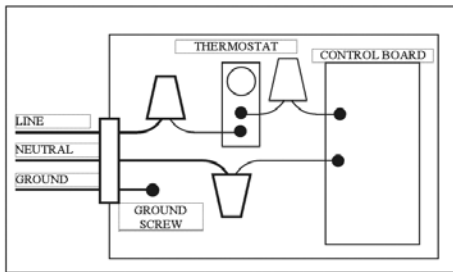 THERMOSTAT
CONTROL BOARD
LINE
NEUTRAL
GROUND
GROUND
SCREW